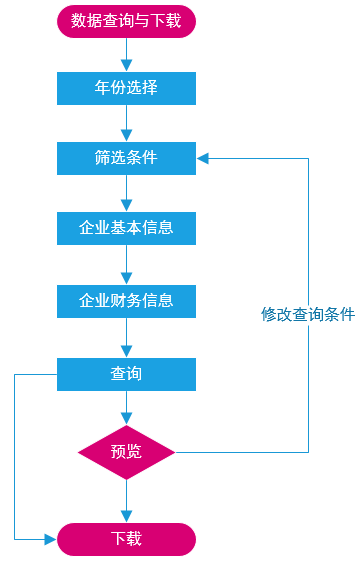 数据查询与下载
年份选择
筛选条件
企业基本信息
企业财务信息
修改查询条件
查询
预览
下载